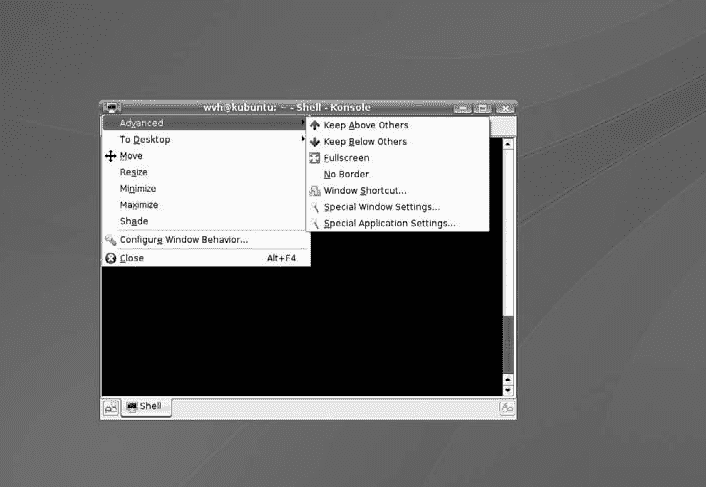 wvh@kubuntu: ~ - Shell - Konsole
Advanced
To Desktop
Move
Resize
Minimize
Maximize
Shade
Configure Window Behavior...
Close Alt+F4
Keep Above Others
Keep Below Others
Fullscreen
No Border
Window Shortcut...
Special Window Settings...
Special Application Settings...
Shell